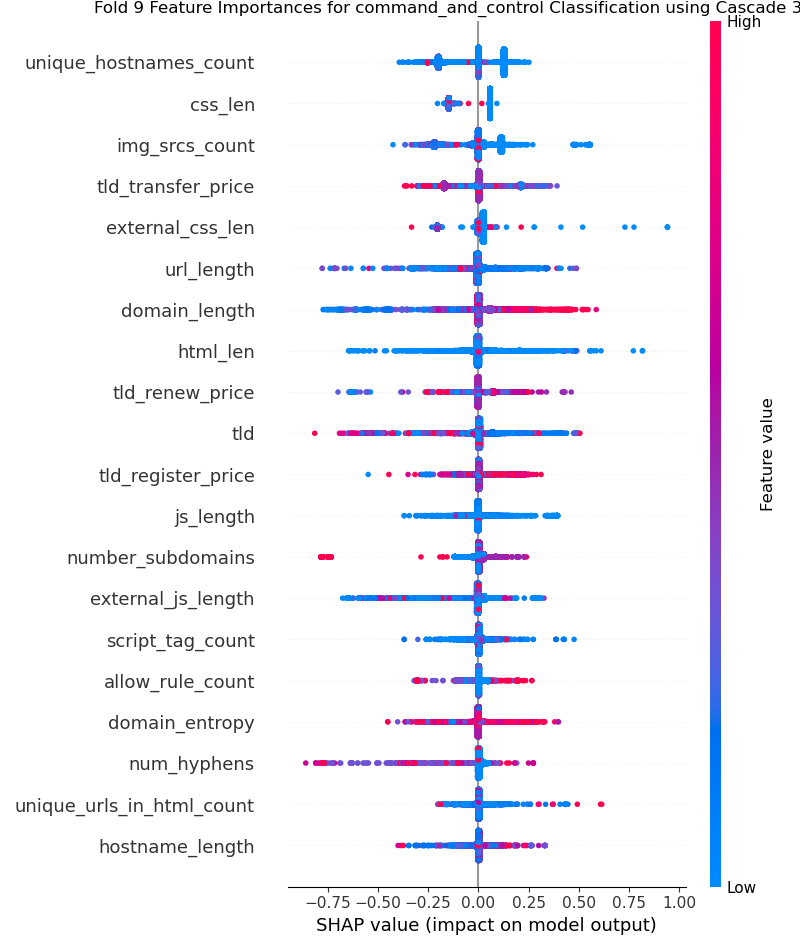 Fold 9 Feature Importances for command_and_control Classification using Cascade 3
High
unique_hostnames_count
css_len
img_srcs_count
tld_transfer_price
external_css_len
url_length
domain_length
html_len
tld_renew_price
tld
tld_register_price
js_length
number_subdomains
external_js_length
script_tag_count
allow_rule_count
domain_entropy
num_hyphens
unique_urls_in_html_count
hostname_length
Feature value
Low
−0.75 −0.50 −0.25 0.00 0.25 0.50 0.75 1.00
SHAP value (impact on model output)